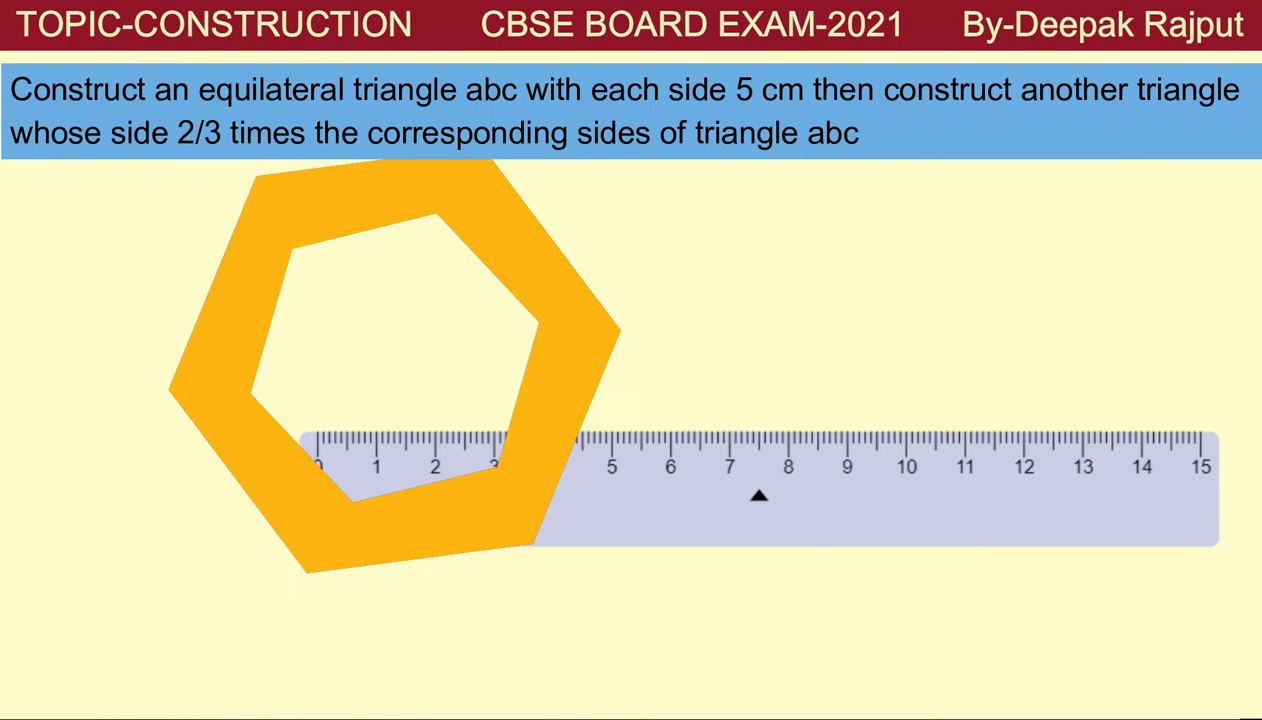 TOPIC-CONSTRUCTION CBSE BOARD EXAM-2021 By-Deepak Rajput
Construct an equilateral triangle abc with each side 5 cm then construct another triangle
whose side 2/3 times the corresponding sides of triangle abc
0 1 2 3 5 6 7 8 9 10 11 12 13 14 15